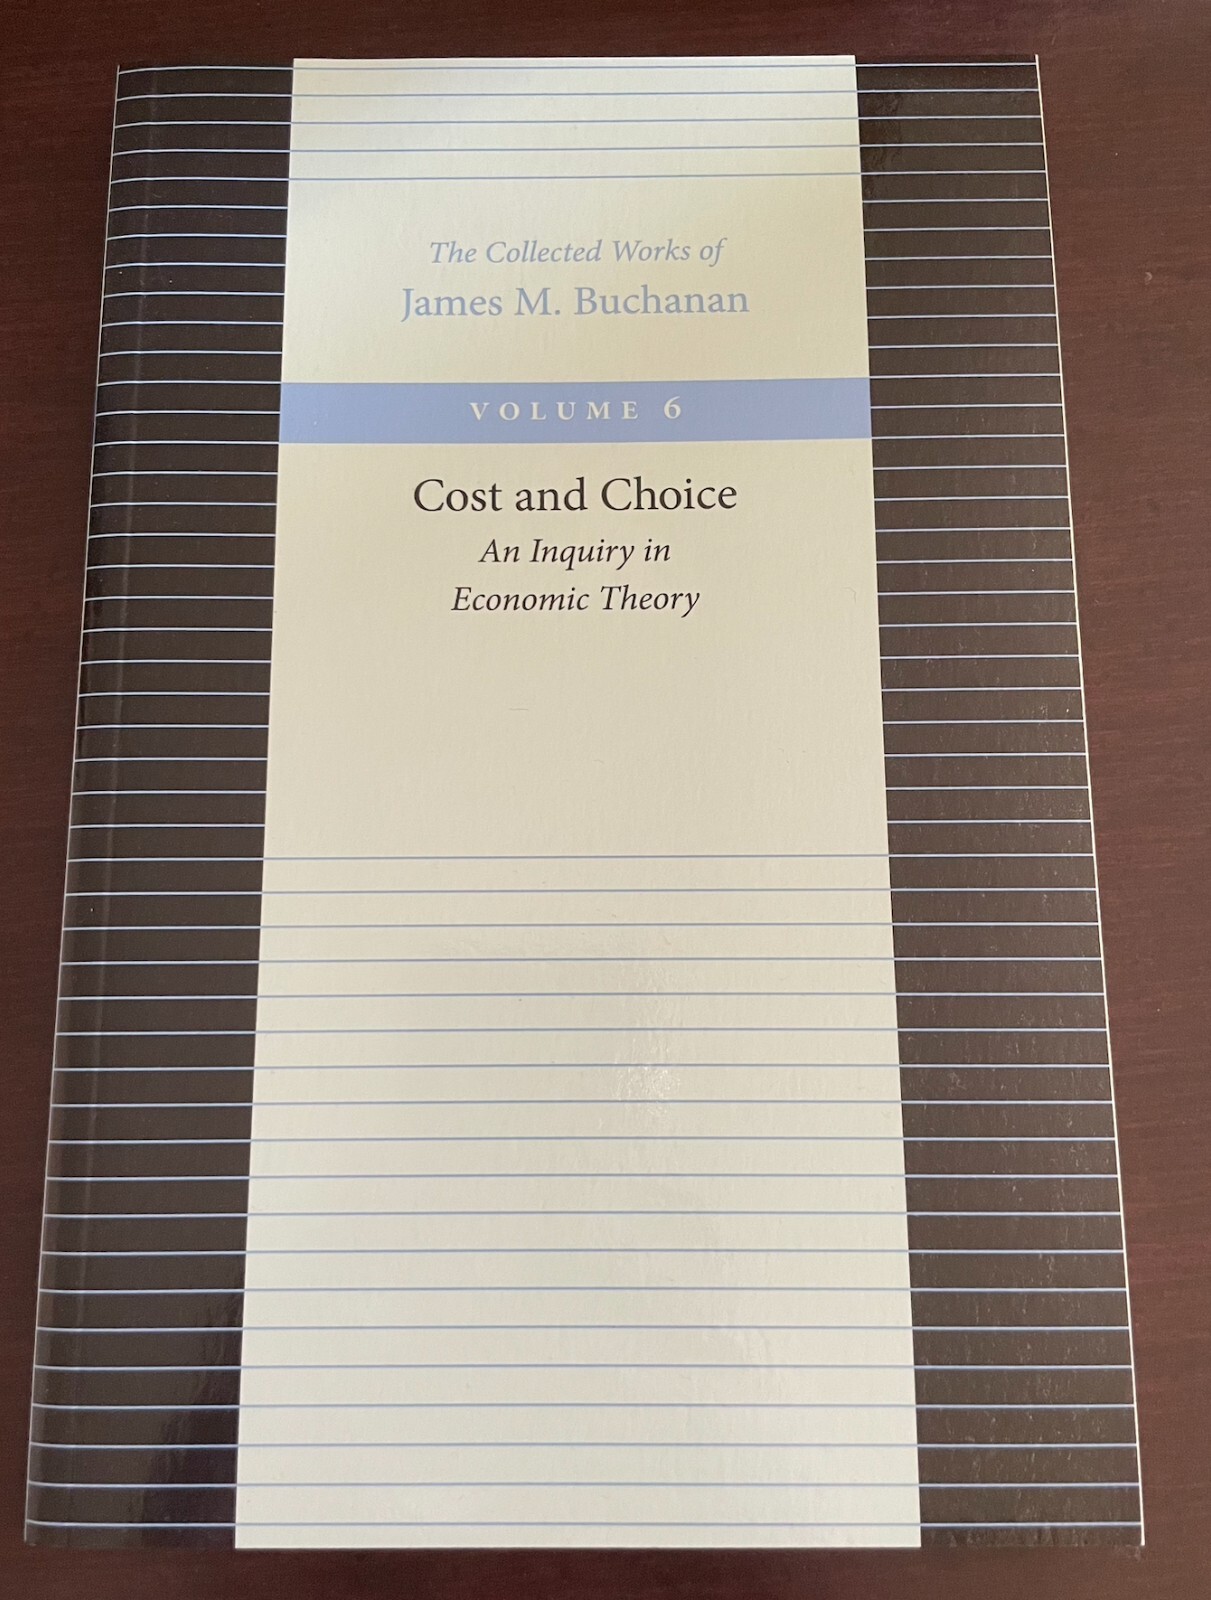 The Collected Works of
James M. Buchanan
VOLUME 6
Cost and Choice
An Inquiry in
Economic Theory